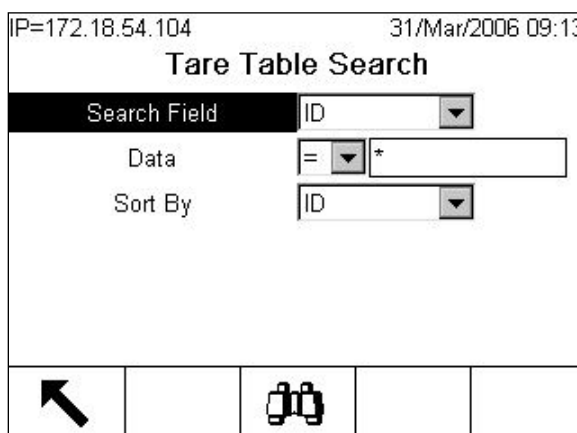 IP=172.18.54.104 31/Mar/2006 09:13
Tare Table Search
Search Field ID
Data = *
Sort By ID